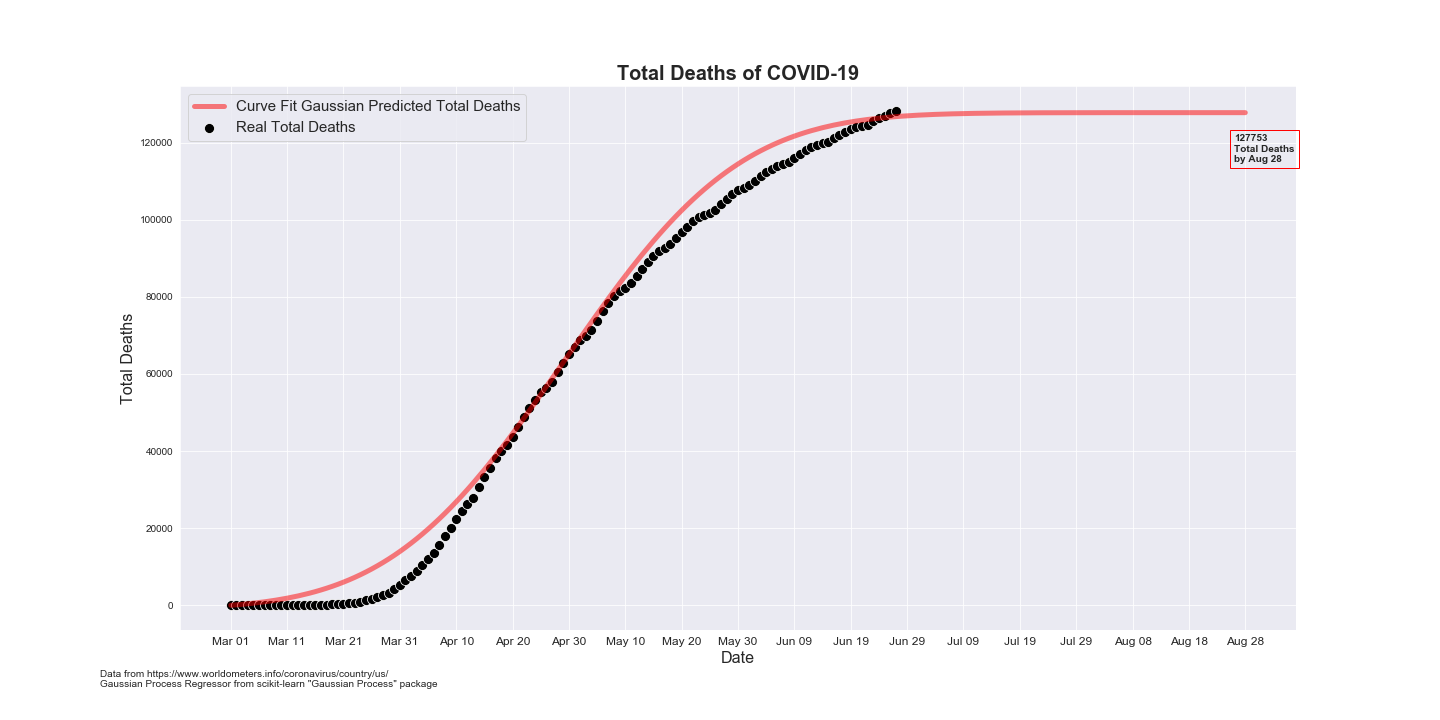 Total Deaths of COVID-19
Curve Fit Gaussian Predicted Total Deaths
Real Total Deaths
127753
Total Deaths
by Aug 28
120000
100000
80000
60000
40000
20000
0
Total Deaths
Mar 01 Mar 11 Mar 21 Mar 31 Apr 10 Apr 20 Apr 30 May 10 May 20 May 30 Jun 09 Jun 19 Jun 29 Jul 09 Jul 19 Jul 29 Aug 08 Aug 18 Aug 28
Date
Data from https://www.worldometers.info/coronavirus/country/us/
Gaussian Process Regressor from scikit-learn "Gaussian Process" package